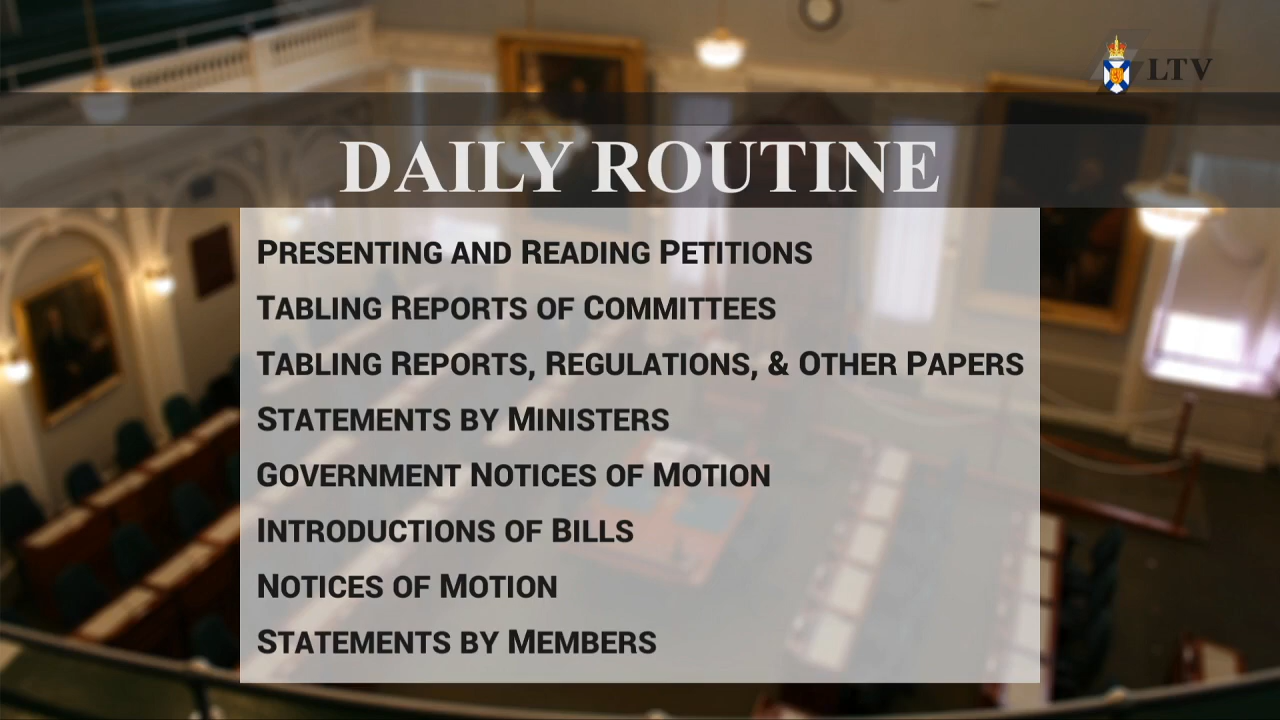 LTV
DAILY ROUTINE
PRESENTING AND READING PETITIONS
TABLING REPORTS OF COMMITTEES
TABLING REPORTS, REGULATIONS, & OTHER PAPERS
STATEMENTS BY MINISTERS
GOVERNMENT NOTICES OF MOTION
INTRODUCTIONS OF BILLS
NOTICES OF MOTION
STATEMENTS BY MEMBERS